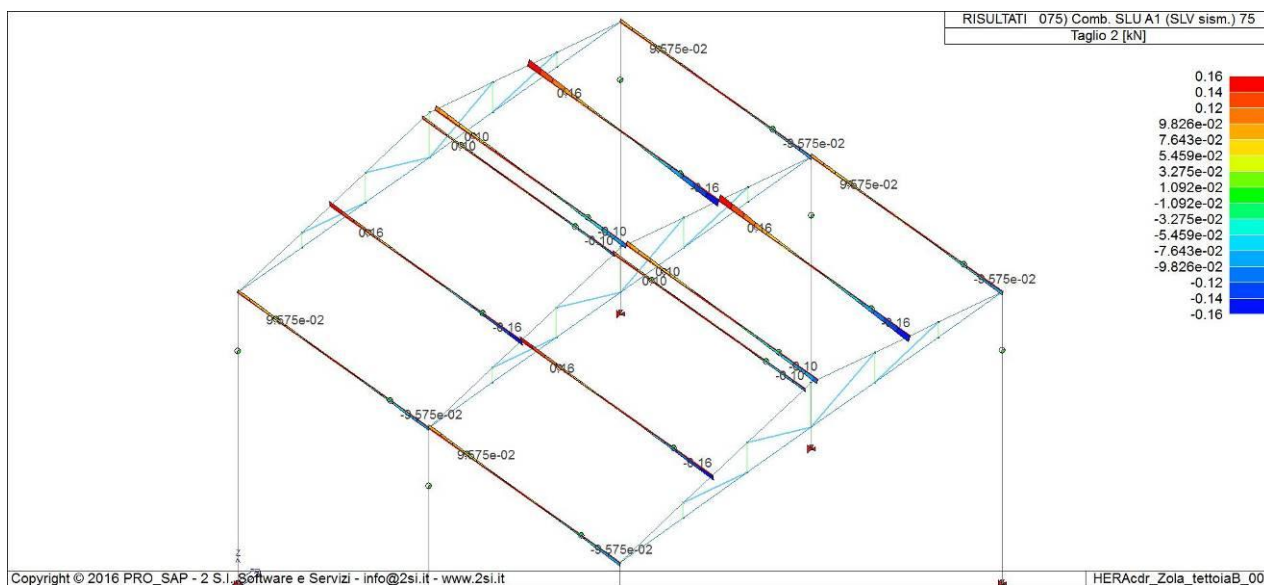 RISULTATI 075) Comb. SLU A1 (SLV sism.) 75
Taglio 2 [kN]
0.16
0.14
0.12
9.826e-02
7.643e-02
5.459e-02
3.275e-02
1.092e-02
-1.092e-02
-3.275e-02
-5.459e-02
-7.643e-02
-9.826e-02
-0.12
-0.14
-0.16
9.575e-02
0.16
0.10
0.10
-9.575e-02
9.575e-02
-0.16
0.16
0.16
-0.10
-0.10
0.10
0.10
-9.575e-02
9.575e-02
-0.16
-0.16
0.16
-0.10
-0.10
-9.575e-02
9.575e-02
-0.16
-9.575e-02
Z
Copyright © 2016 PRO_SAP - 2 S.I. Software e Servizi - info@2si.it - www.2si.it
HERAcdr_Zola_tettoiaB_00